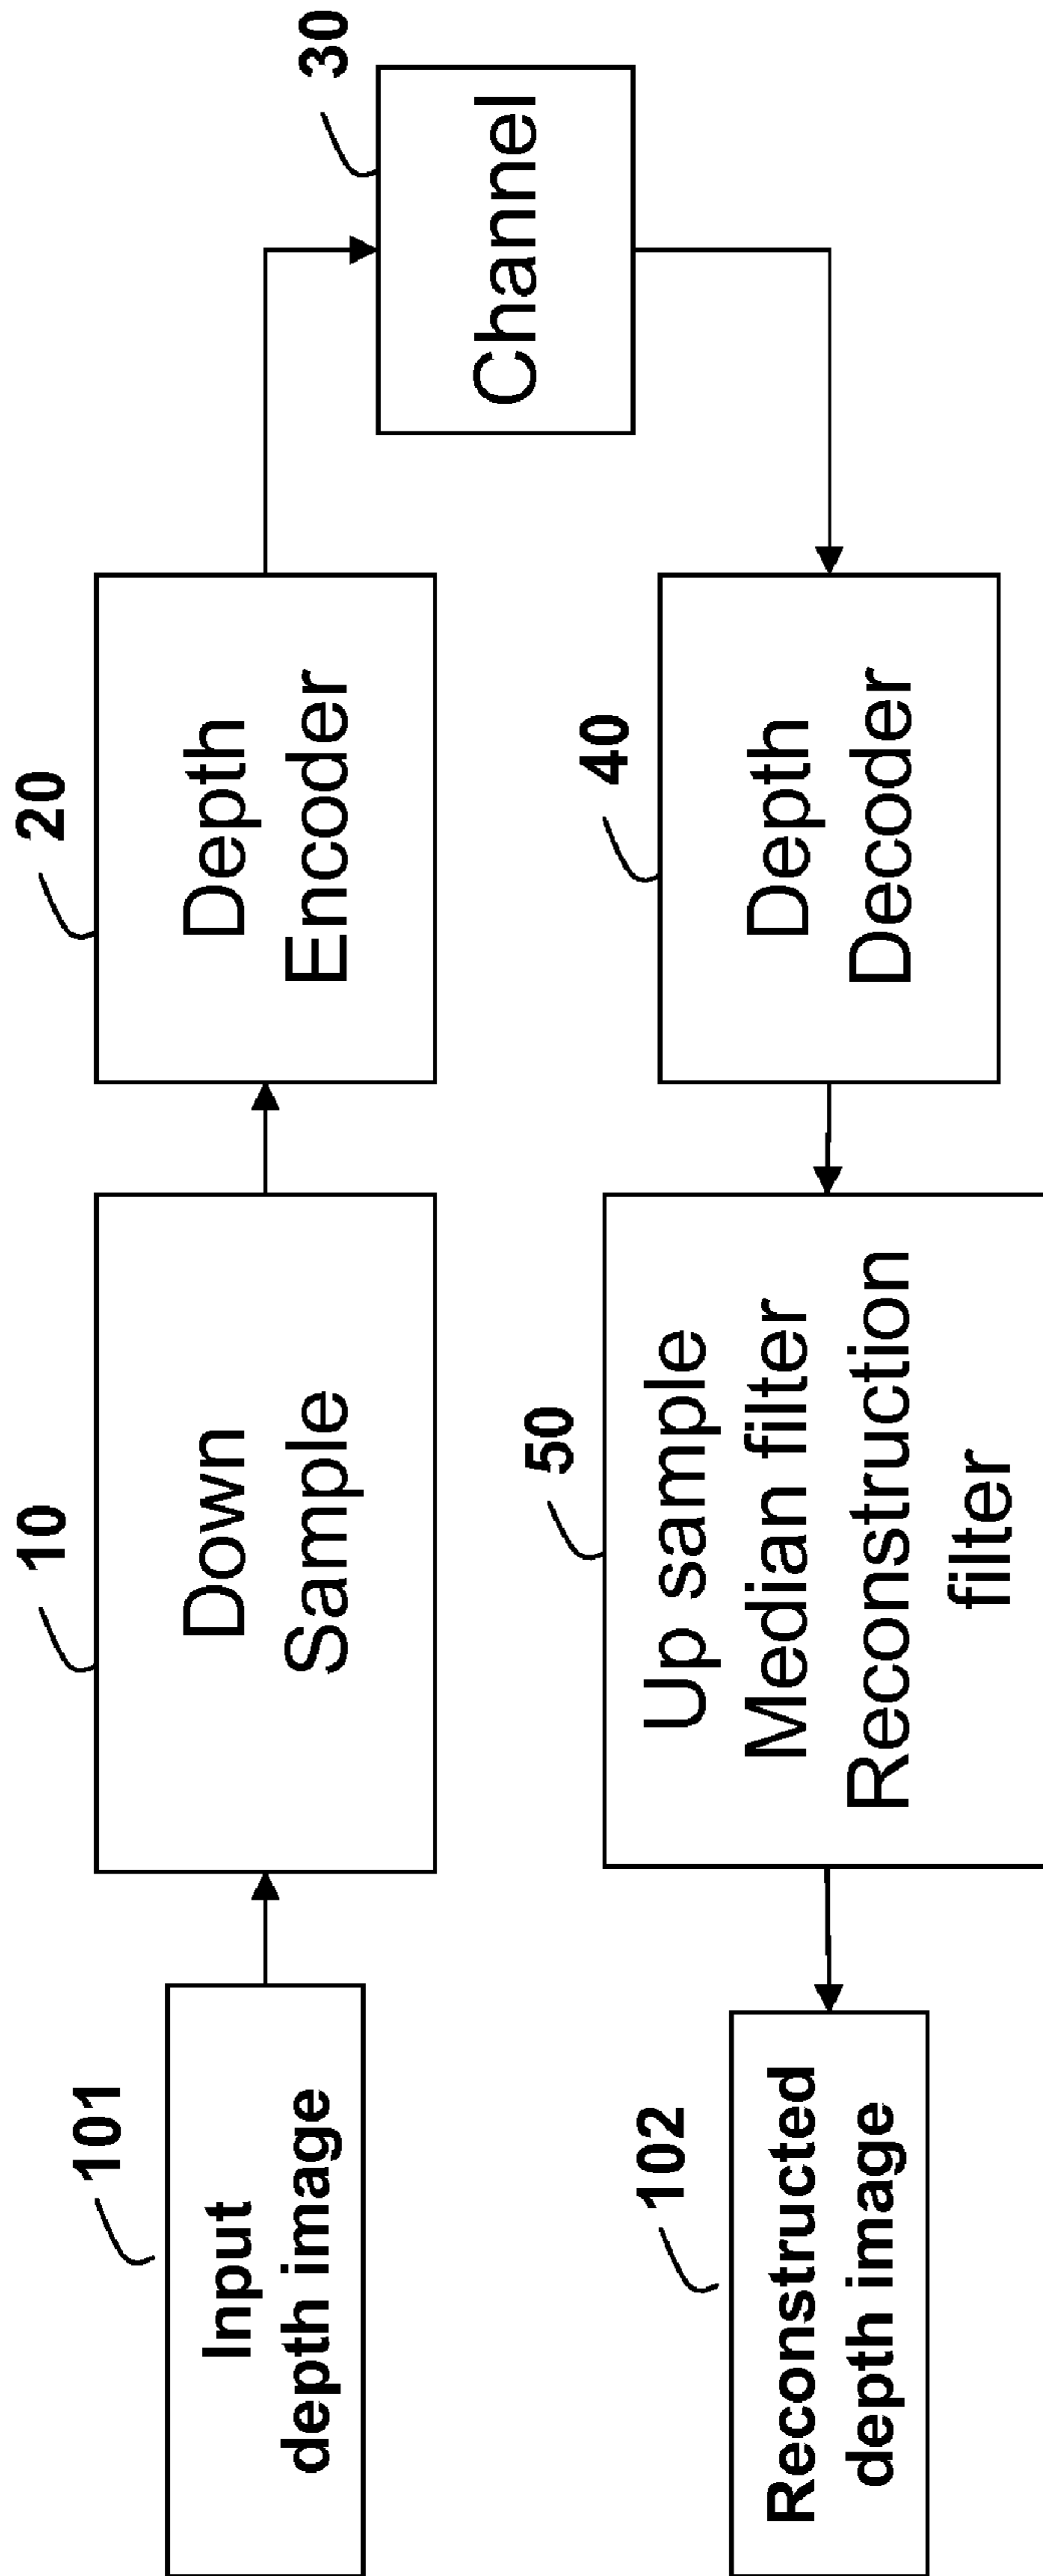 101
Input
depth image
10
Down
Sample
20
Depth
Encoder
30
Channel
40
Depth
Decoder
50
Up sample
Median filter
Reconstruction
filter
102
Reconstructed
depth image